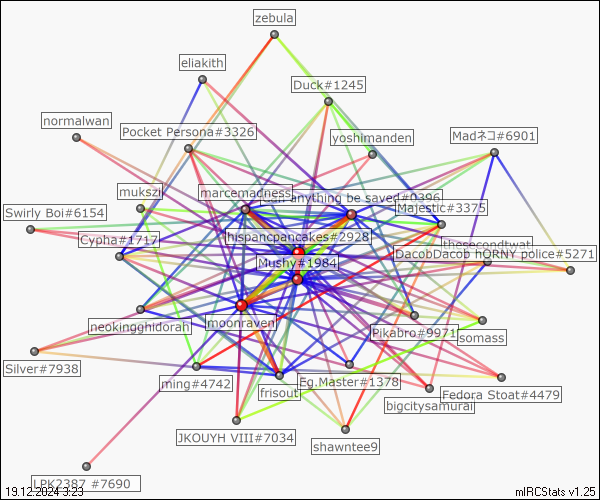 zebula
eliakith
Duck#1245
normalwan
Pocket Persona#3326
Madネコ#6901
yoshimanden
mukszi
marcemadness
anything be saved#0396
Swirly Boi#6154
Majestic#3375
Cypha#1717
hispancpancakes#2928
thesecondtwat
DacobDacob hORNY police#5271
Mushy#1984
neokingghidorah
moonraven
Pikabro#9971
somass
Silver#7938
ming#4742
frisout
Eg.Master#1378
bigcitysamurai
Fedora Stoat#4479
JKOUYH VIII#7034
shawntee9
LPK2387 #7690
19.12.2024 3:23
mIRCStats v1.25